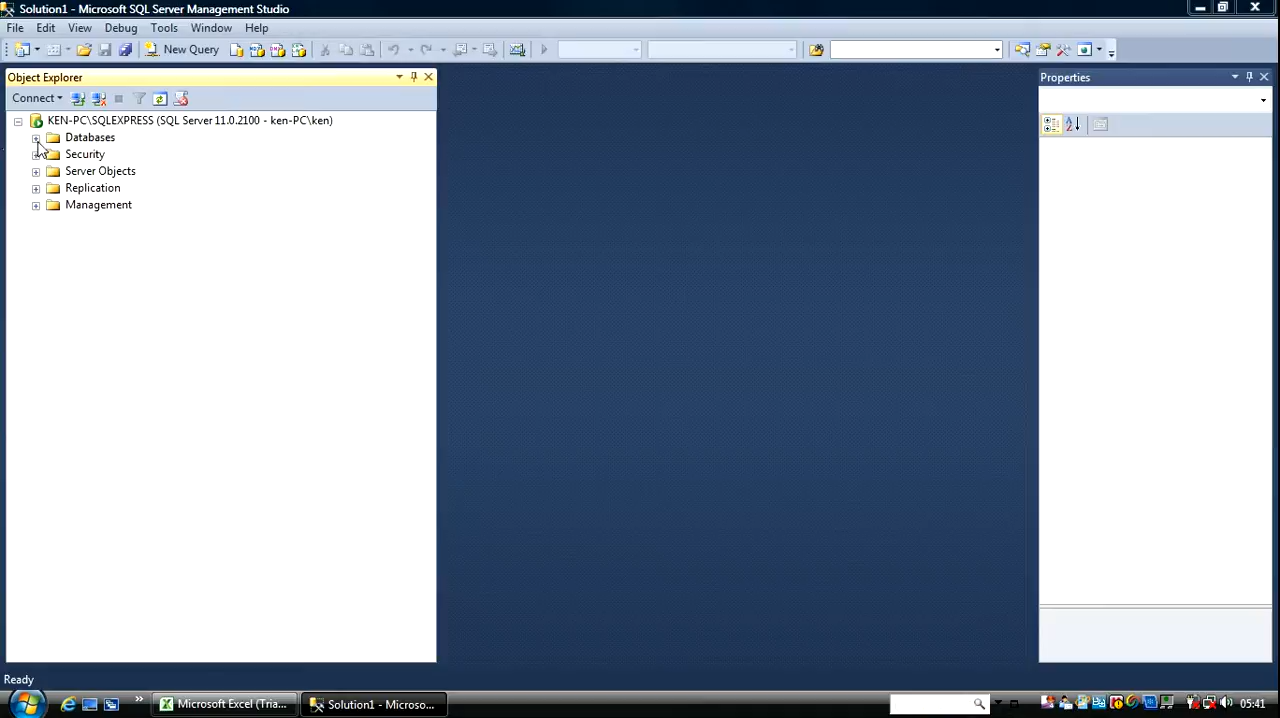 Solution1 - Microsoft SQL Server Management Studio
File Edit View Debug Tools Window Help
New Query
Object Explorer
Properties
Connect
KEN-PC\SQLEXPRESS (SQL Server 11.0.2100 - ken-PC\ken)
Databases
Security
Server Objects
Replication
Management
Ready
Microsoft Excel (Tria...
Solution1 - Microso...
05:41